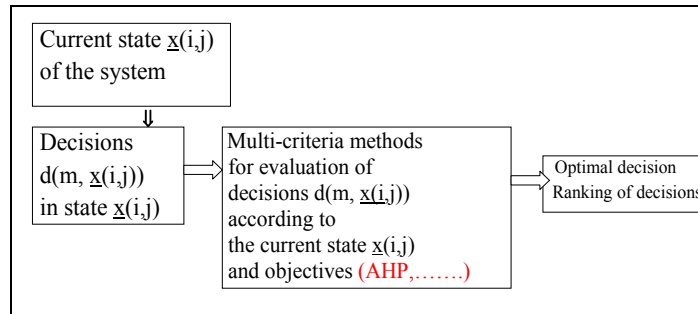 Current state x(i,j)
of the system
Decisions
d(m, x(i,j))
in state x(i,j)
Multi-criteria methods
for evaluation of
decisions d(m, x(i,j))
according to
the current state x(i,j)
and objectives (AHP,…….)
Optimal decision
Ranking of decisions